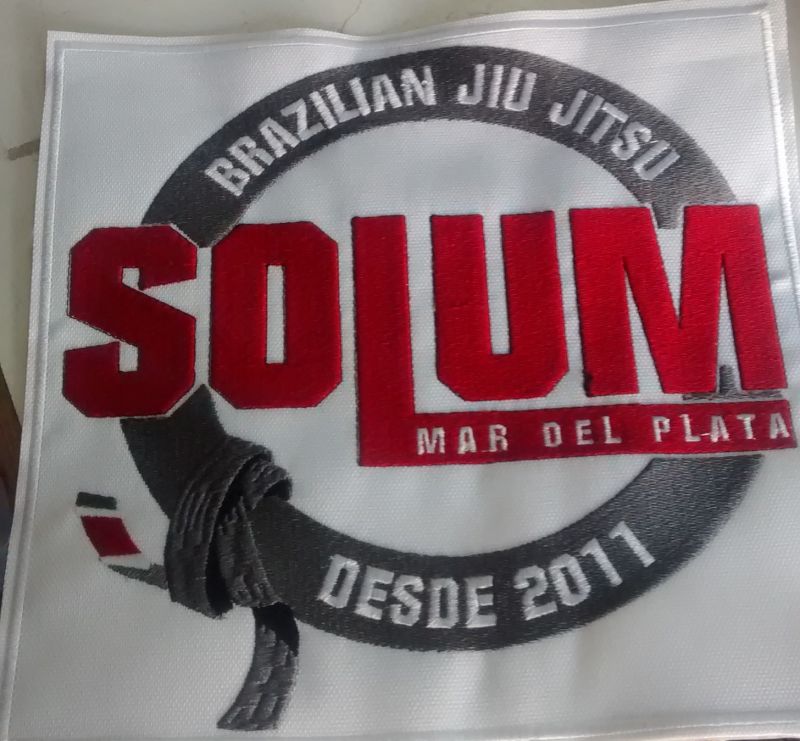 BRAZILIAN JIU JITSU
SOLUM
MAR DEL PLATA
DESDE 2011